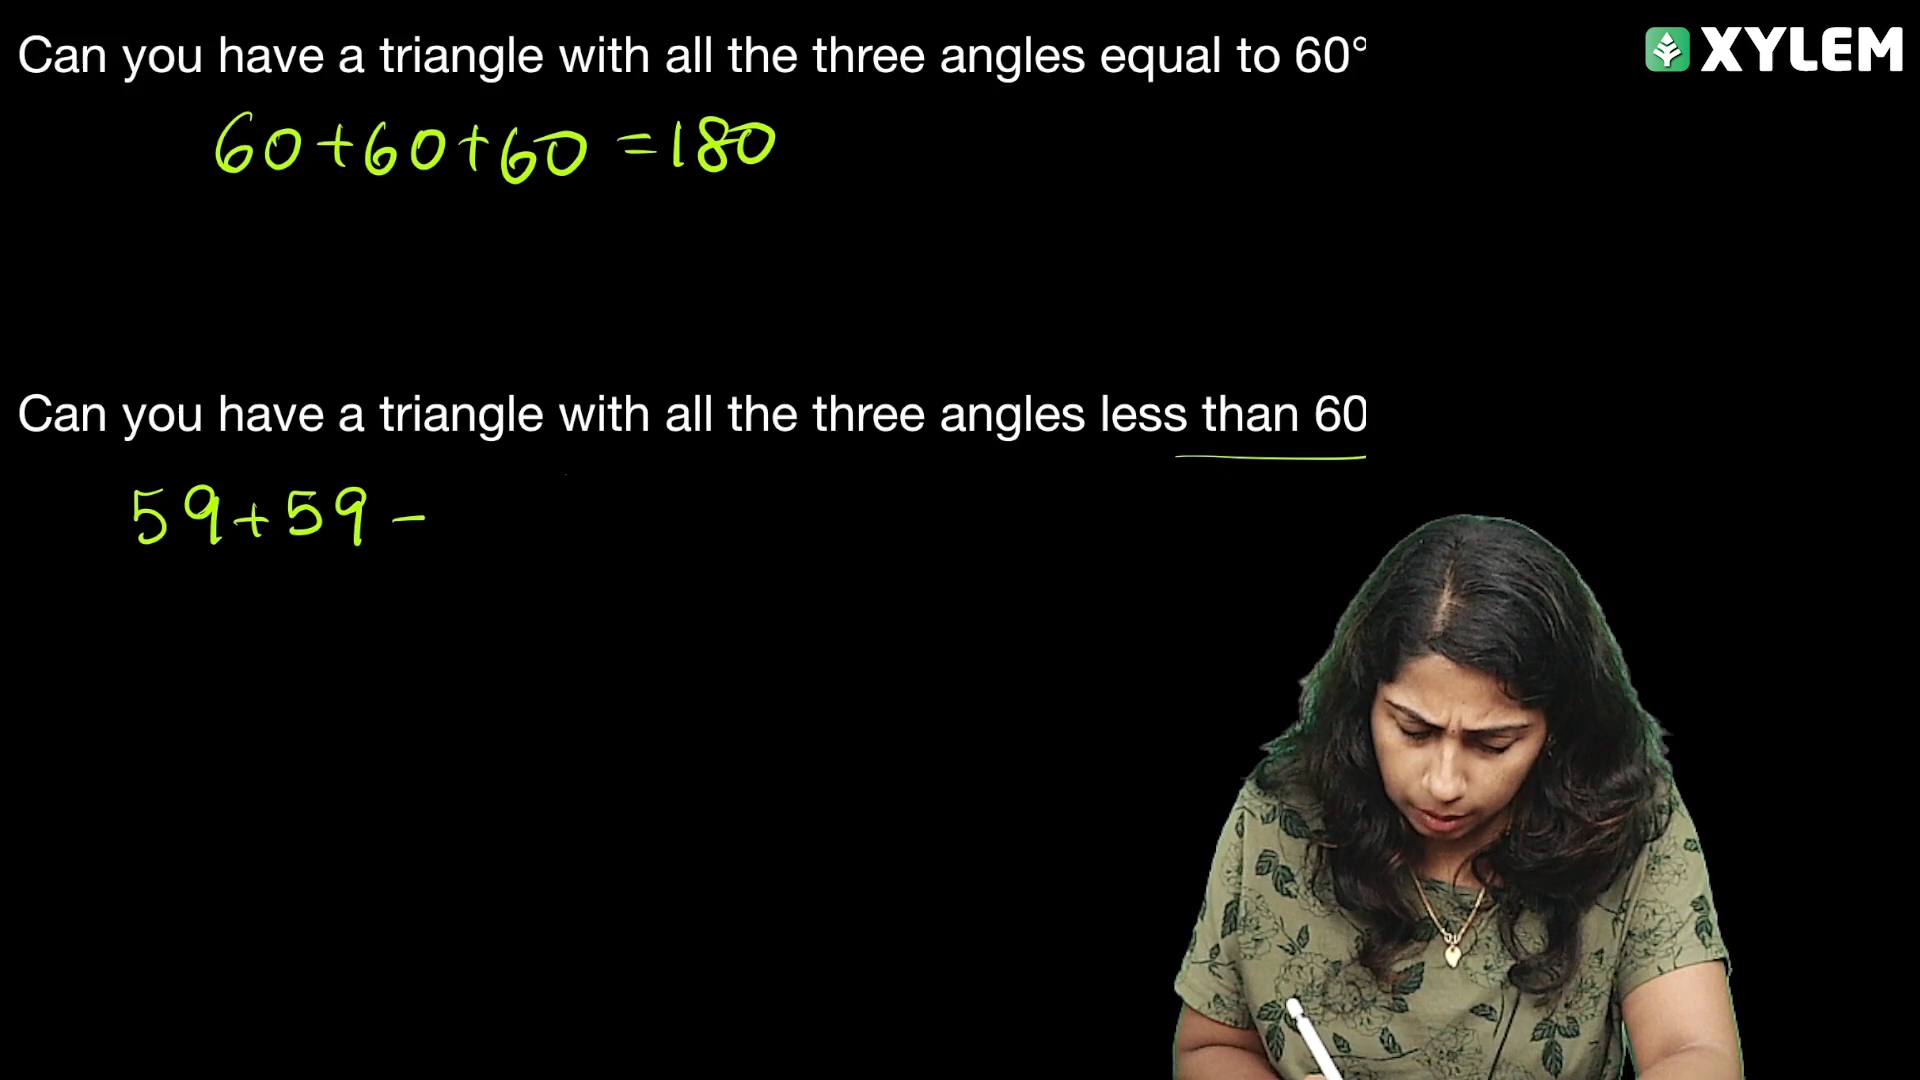 Can you have a triangle with all the three angles equal to 60°
XYLEM
60+60+60 =180
Can you have a triangle with all the three angles less than 60
59+59 -